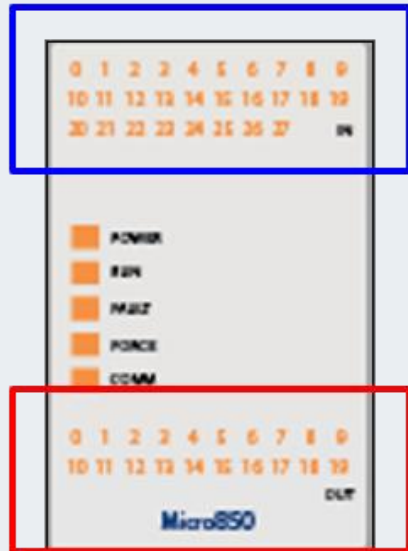 0 1 2 3 4 5 6 7 8 9
10 11 12 13 14 15 16 17 18 19
20 21 22 23 24 25 26 27 IN
POWER
RUN
FAULT
FORCE
COMM
0 1 2 3 4 5 6 7 8 9
10 11 12 13 14 15 16 17 18 19
OUT
Micro850